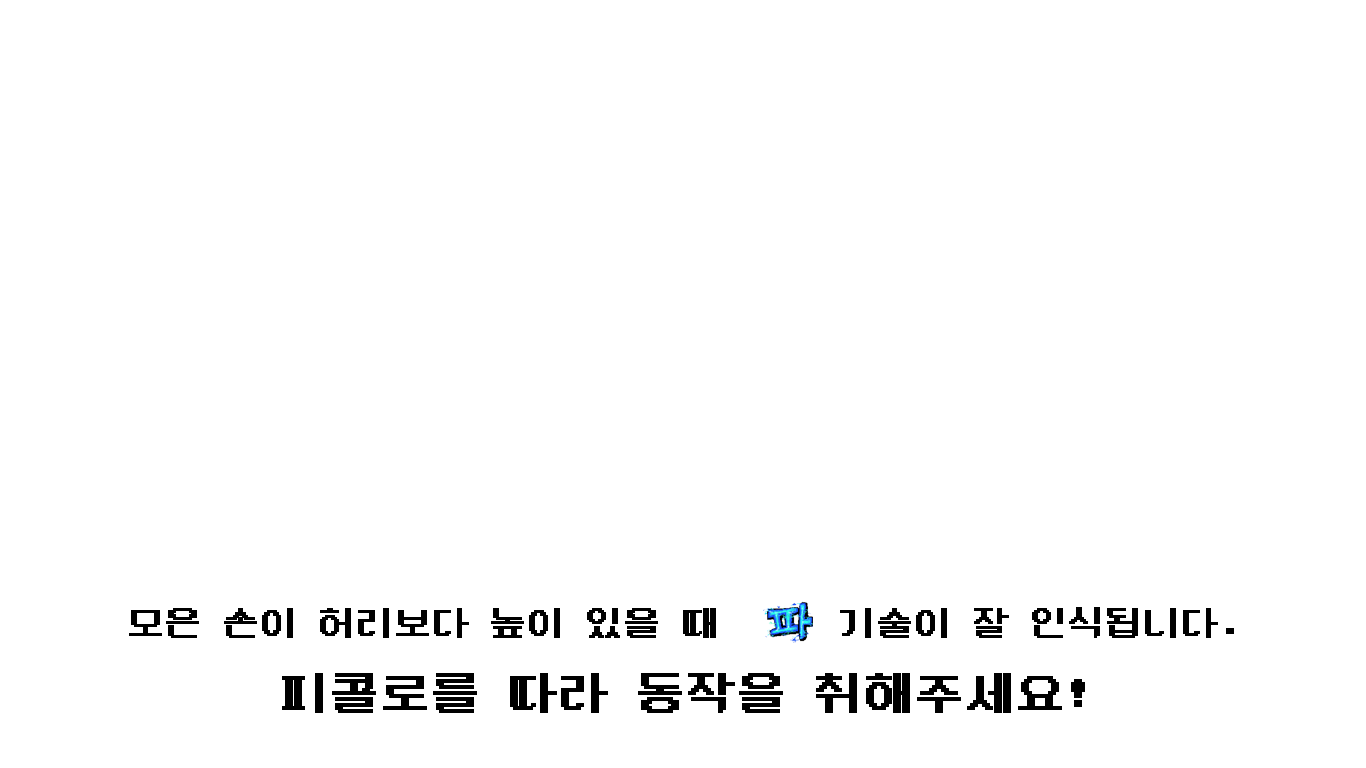 모은 손이 허리보다 높이 있을 때 파 기술이 잘 인식됩니다.
피콜로를 따라 동작을 취해주세요!